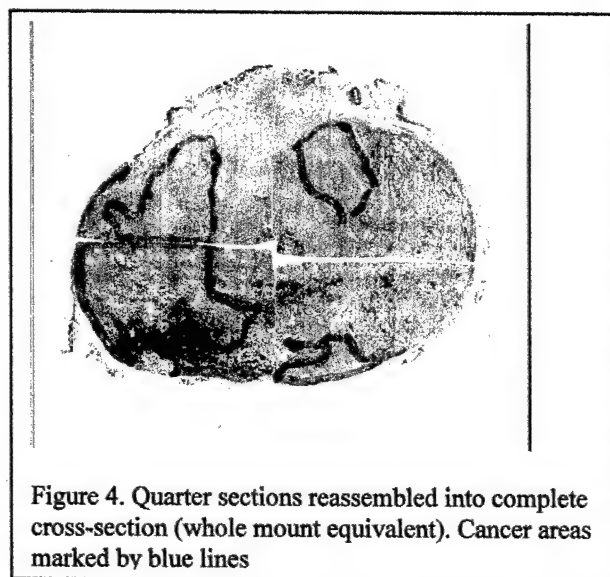 Figure 4. Quarter sections reassembled into complete
cross-section (whole mount equivalent). Cancer areas
marked by blue lines